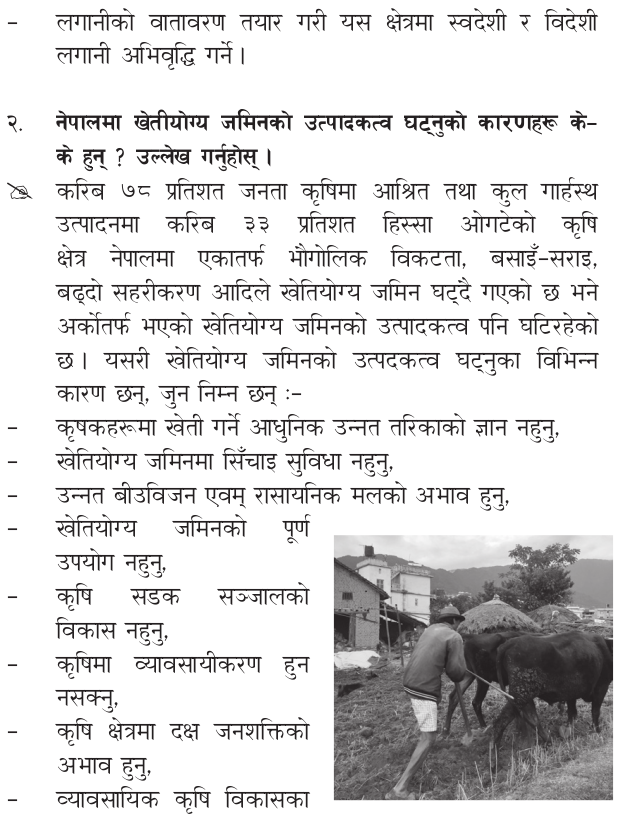 - लगानीको वातावरण तयार गरी यस क्षेत्रमा स्वदेशी र विदेशी
लगानी अभिवृद्धि गर्ने।
२. नेपालमा खेतीयोग्य जमिनको उत्पादकत्व घट्नुको कारणहरू के-
के हुन् ? उल्लेख गर्नुहोस् ।
करिब ७८ प्रतिशत जनता कृषिमा आश्रित तथा कुल गार्हस्थ
उत्पादनमा करिब ३३ प्रतिशत हिस्सा ओगटेको कृषि
क्षेत्र नेपालमा एकातर्फ भौगोलिक विकटता, बसाइँ-सराइ,
बढ्दो सहरीकरण आदिले खेतियोग्य जमिन घट्दै गएको छ भने
अर्कोतर्फ भएको खेतियोग्य जमिनको उत्पादकत्व पनि घटिरहेको
छ। यसरी खेतियोग्य जमिनको उत्पदकत्व घट्नुका विभिन्न
कारण छन्, जुन निम्न छन् :-
- कृषकहरूमा खेती गर्ने आधुनिक उन्नत तरिकाको ज्ञान नहुनु,
- खेतियोग्य जमिनमा सिँचाइ सुविधा नहुनु,
- उन्नत बीउविजन एवम् रासायनिक मलको अभाव हुनु,
- खेतियोग्य जमिनको पूर्ण
उपयोग नहुनु,
- कृषि सडक सञ्जालको
विकास नहुनु,
- कृषिमा व्यावसायीकरण हुन
नसक्नु,
- कृषि क्षेत्रमा दक्ष जनशक्तिको
अभाव हुनु,
- व्यावसायिक कृषि विकासका